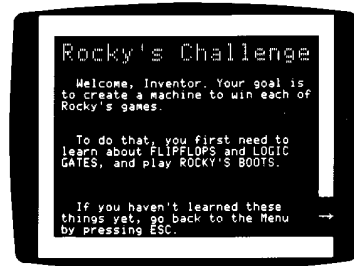 Rocky's Challenge
Welcome, Inventor. Your goal is
to create a machine to win each of
Rocky's games.
To do that, you first need to
learn about FLIPFLOPS and LOGIC
GATES, and play ROCKY'S BOOTS.
If you haven't learned these
things yet, go back to the Menu
by pressing ESC.